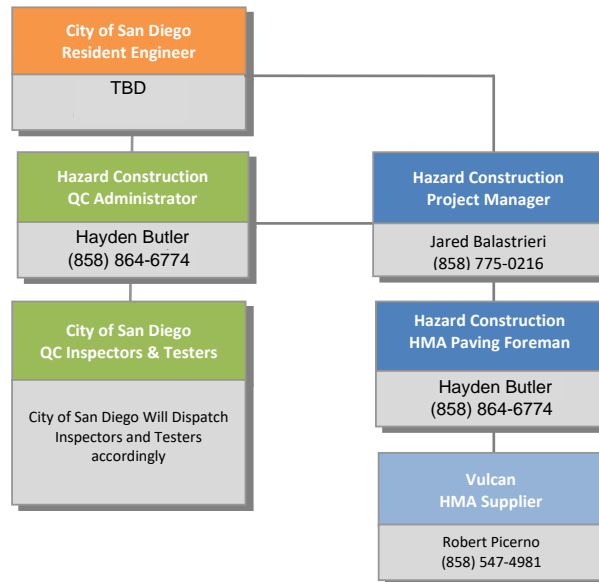 City of San Diego
Resident Engineer
TBD
Hazard Construction
QC Administrator
Hayden Butler
(858) 864-6774
Hazard Construction
Project Manager
Jared Balastrieri
(858) 775-0216
City of San Diego
QC Inspectors & Testers
City of San Diego Will Dispatch
Inspectors and Testers
accordingly
Hazard Construction
HMA Paving Foreman
Hayden Butler
(858) 864-6774
Vulcan
HMA Supplier
Robert Picerno
(858) 547-4981